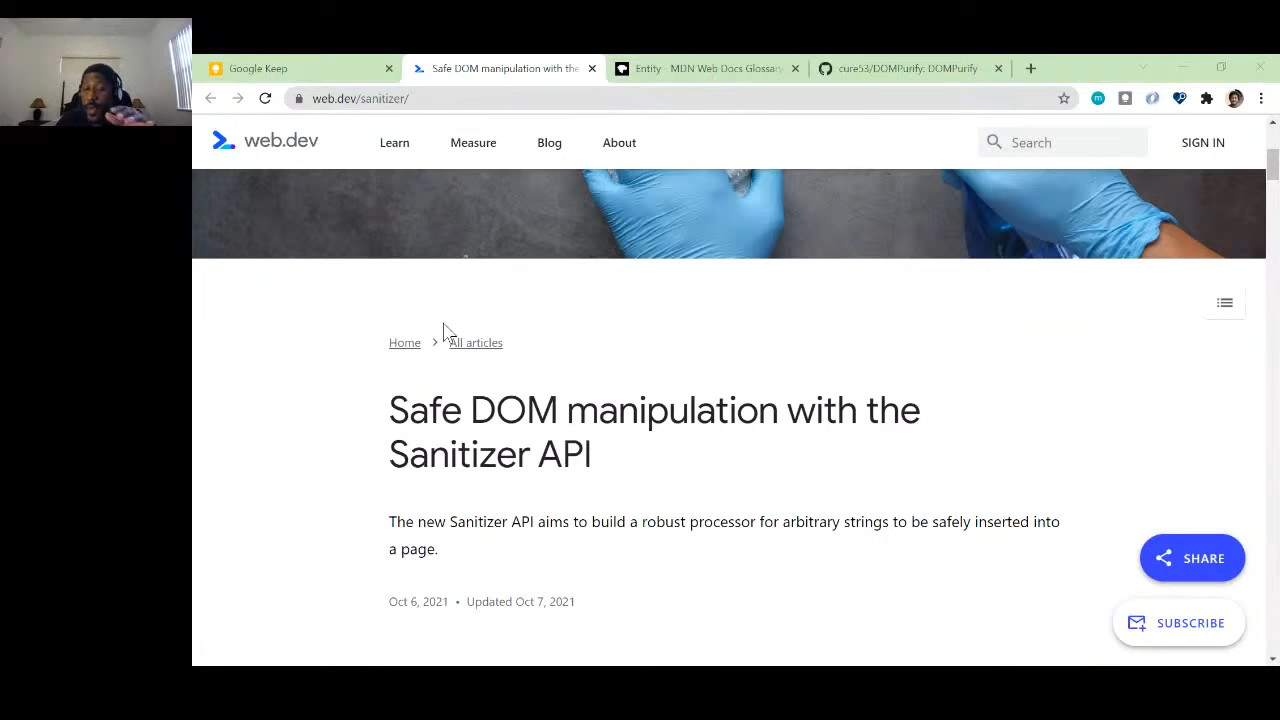 Google Keep
Safe DOM manipulation with the
Entity - MDN Web Docs Glossary
cure53/DOMPurify: DOMPurify
web.dev/sanitizer/
web.dev
Learn
Measure
Blog
About
Search
SIGN IN
Home
All articles
Safe DOM manipulation with the
Sanitizer API
The new Sanitizer API aims to build a robust processor for arbitrary strings to be safely inserted into
a page.
Oct 6, 2021 • Updated Oct 7, 2021
SHARE
SUBSCRIBE